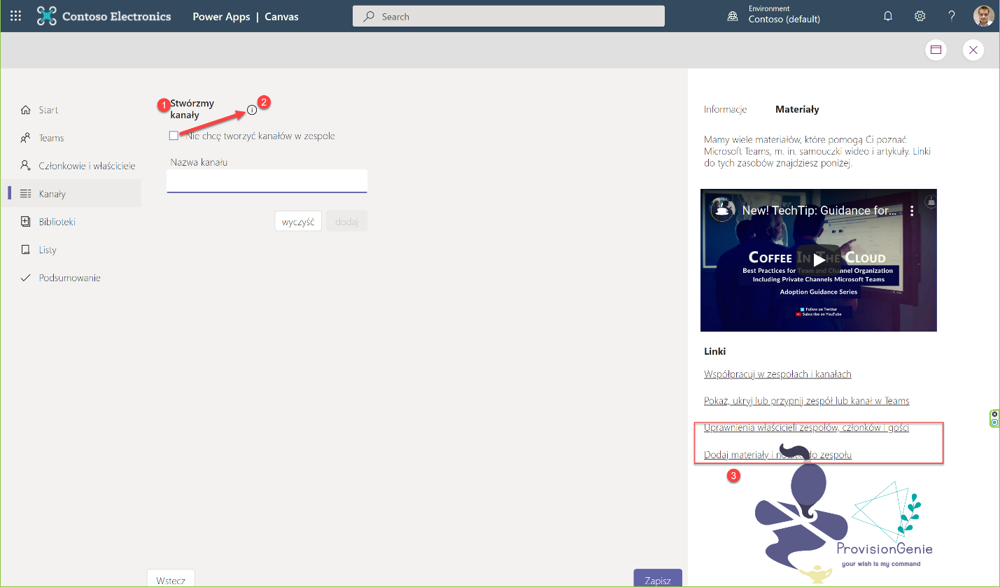 Contoso Electronics
Power Apps | Canvas
Search
Environment
Contoso (default)
Start
Teams
Członkowie i właściciele
Kanały
Biblioteki
Listy
Podsumowanie
1
Stwórzmy
kanały
2
Nie chcę tworzyć kanałów w zespole
Nazwa kanału
wyczyść
dodaj
Wstecz
Zapisz
Informacje
Materiały
Mamy wiele materiałów, które pomogą Ci poznać
Microsoft Teams, m. in. samouczki wideo i artykuły. Linki
do tych zasobów znajdziesz poniżej.
New! TechTip: Guidance for...
COFFEE IN THE CLOUD
Best Practices for Team and Channel Organization
Including Private Channels Microsoft Teams
Adoption Guidance Series
Follow on Twitter
Subscribe on YouTube
Linki
Współpracuj w zespołach i kanałach
Pokaż, ukryj lub przypnij zespół lub kanał w Teams
Uprawnienia właścicieli zespołów, członków i gości
Dodaj materiały i notatki do zespołu
3
ProvisionGenie
your wish is my command